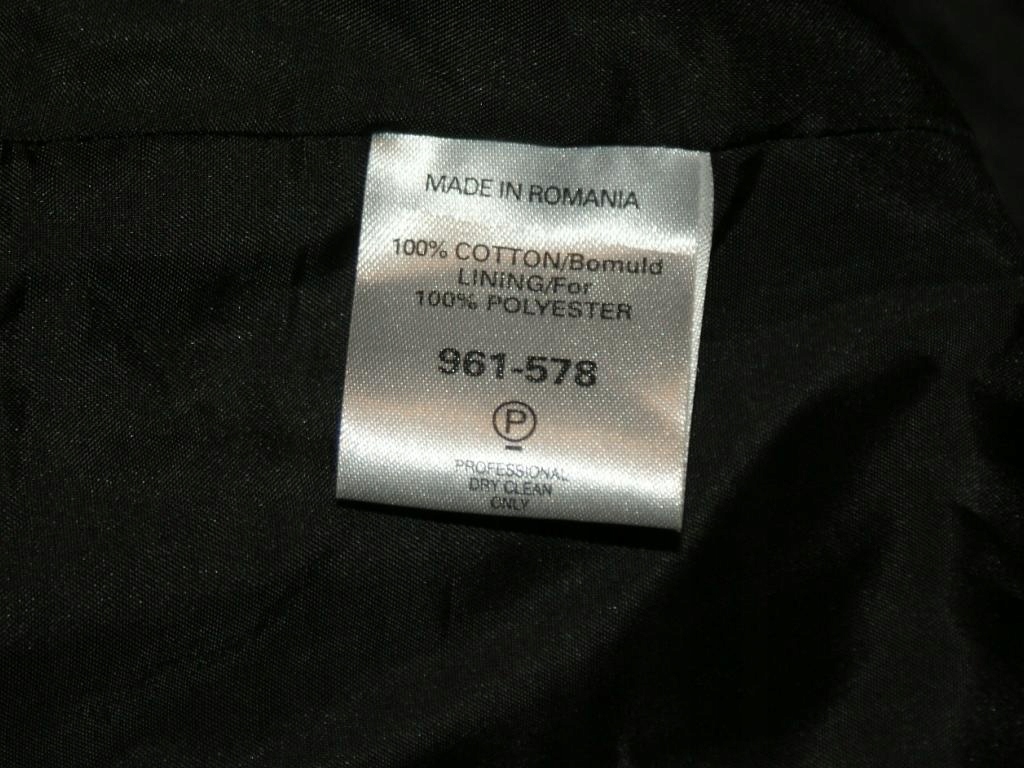 MADE IN ROMANIA
100% COTTON/Bomuld
LINING/For
100% POLYESTER
961-578
P
PROFESSIONAL
DRY CLEAN
ONLY